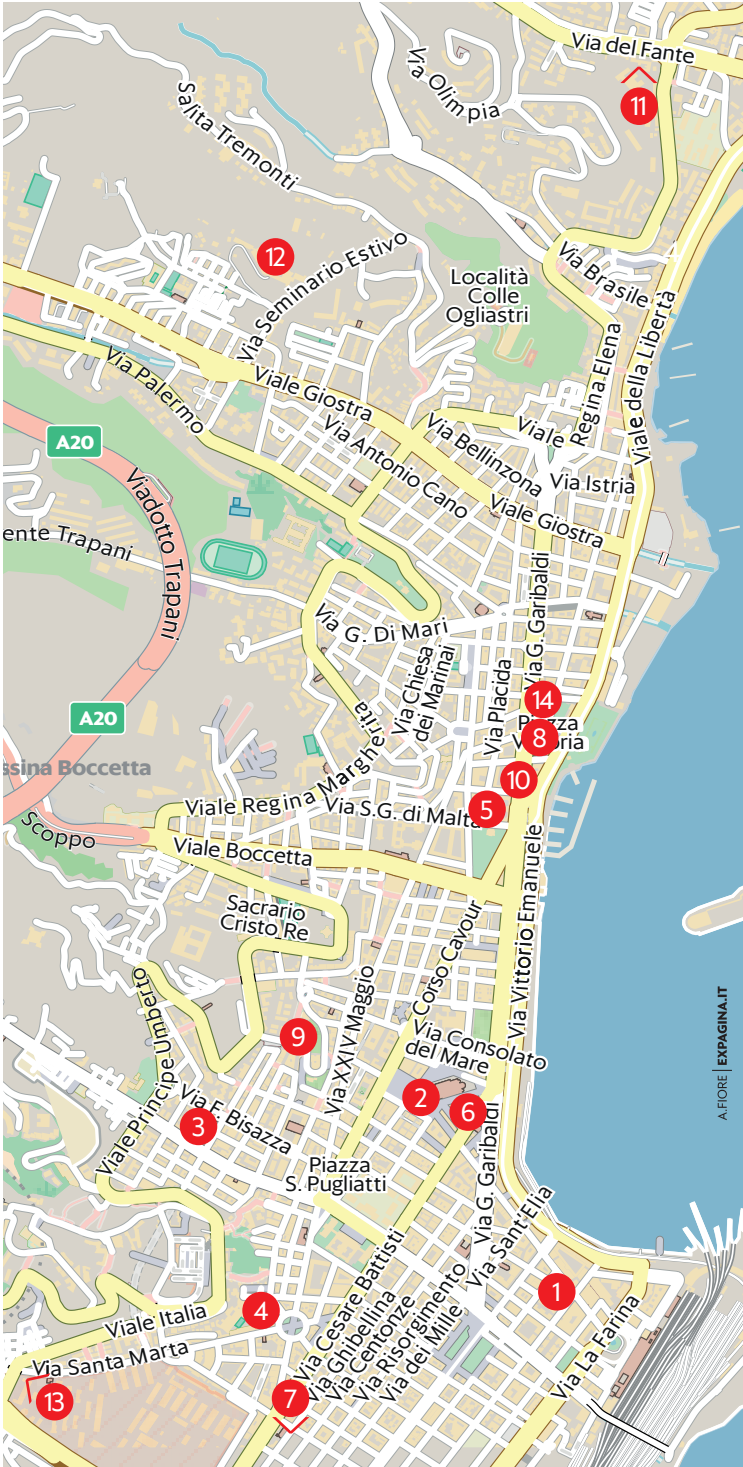 Via del Fante
Via Olimpia
11
Salita Tremonti
12
Via Seminario Estivo
Località
Colle
Ogliastri
Via Brasile
Regina Elena
Viale della Libertà
Via Palermo
Viale Giostra
Viale
Via Bellinzona
Via Antonio Cano
Via Istria
A20
Viadotto Trapani
Viale Giostra
ente Trapani
Via G. Garibaldi
Via G. Di Mari
Via Chiesa
dei Marinai
Via Placida
14
A20
Piazza
8
10
ssina Boccetta
Viale Regina Margherita
Via S.G. di Malta
5
Scoppo
Viale Boccetta
Via Vittorio Emanuele
Sacrario
Cristo Re
Corso Cavour
Via XXIV Maggio
Via Consolato
del Mare
9
Viale Principe Umberto
2
6
Via F. Bisazza
3
Via G. Garibaldi
Piazza
S. Pugliatti
Via Sant'Elia
1
Via Cesare Battisti
Via Ghibellina
Via Centonze
Via Risorgimento
Via dei Mille
4
Viale Italia
Via La Farina
Via Santa Marta
7
13
A.FIORE | EXPAGINA.IT